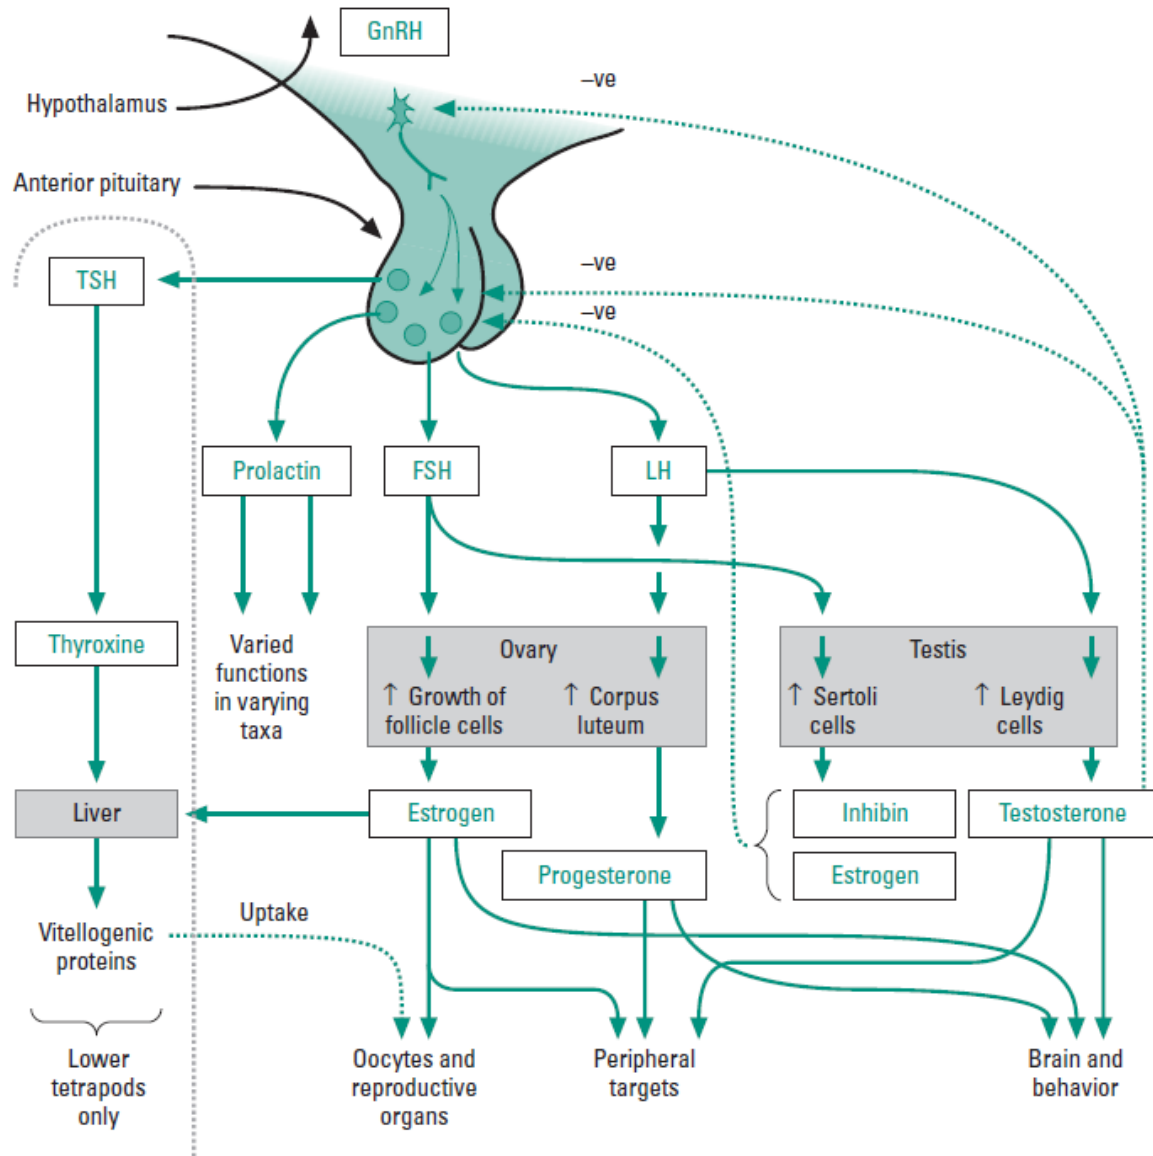 GnRH
–ve
Hypothalamus
Anterior pituitary
–ve
TSH
–ve
Prolactin
FSH
LH
Thyroxine
Varied
functions
in varying
taxa
Ovary
↑ Growth of
follicle cells
↑ Corpus
luteum
Testis
↑ Sertoli
cells
↑ Leydig
cells
Liver
Estrogen
Inhibin
Testosterone
Progesterone
Estrogen
Uptake
Vitellogenic
proteins
Lower
tetrapods
only
Oocytes and
reproductive
organs
Peripheral
targets
Brain and
behavior